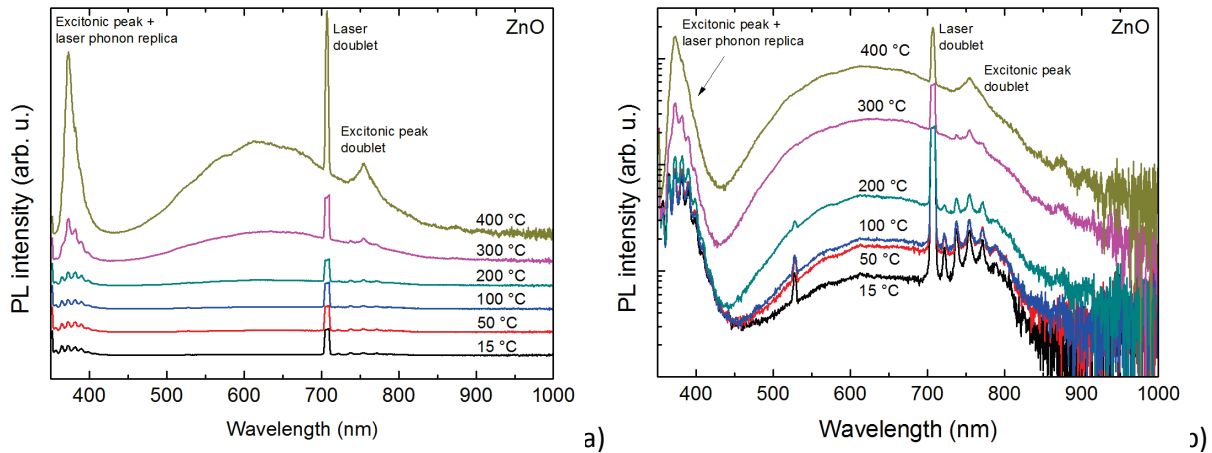 Excitonic peak +
laser phonon replica
Laser
doublet
ZnO
Excitonic peak
doublet
400 °C
300 °C
200 °C
100 °C
50 °C
15 °C
PL intensity (arb. u.)
400 500 600 700 800 900 1000
Wavelength (nm)
a)
Excitonic peak +
laser phonon replica
Laser
doublet
ZnO
400 °C
Excitonic peak
doublet
300 °C
200 °C
100 °C
50 °C
15 °C
PL intensity (arb. u.)
400 500 600 700 800 900 1000
Wavelength (nm)
b)